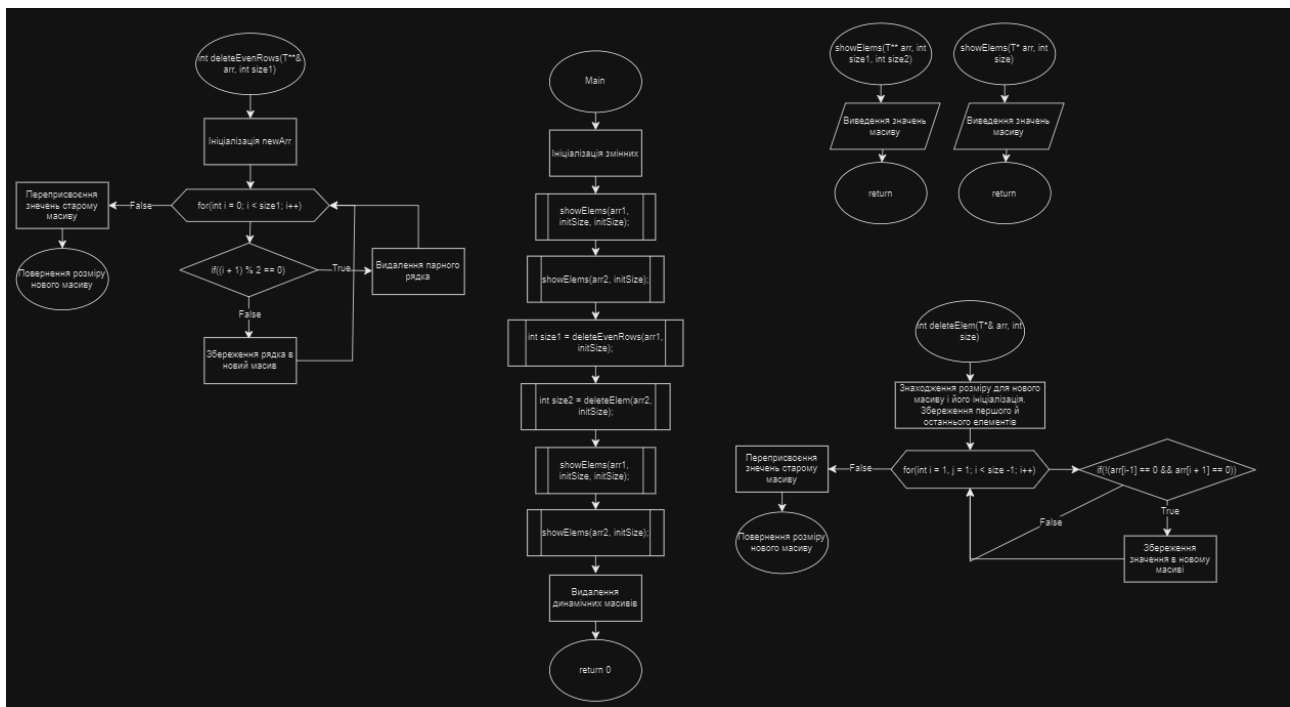 int deleteEvenRows(T**&
arr, int size1)
Ініціалізація newArr
for(int i = 0; i < size1; i++)
False
Переприсвоєння
знечень старому
масиву
Повернення розміру
нового масиву
if((i + 1) % 2 == 0)
True
Видалення парного
рядка
False
Збереження рядка в
новий масив
Main
Ініціалізація змінних
showElems(arr1,
initSize, initSize);
showElems(arr2, initSize);
int size1 = deleteEvenRows(arr1,
initSize);
int size2 = deleteElem(arr2,
initSize);
showElems(arr1,
initSize, initSize);
showElems(arr2, initSize);
Видалення
динамічних масивів
return 0
showElems(T** arr, int
size1, int size2)
Виведення значень
масиву
return
showElems(T* arr, int
size)
Виведення значень
масиву
return
int deleteElem(T*& arr, int
size)
Знаходження розміру для нового
масиву і його ініціалізація.
Збереження першого й
останнього елементів
for(int i = 1, j = 1; i < size -1; i++)
False
Переприсвоєння
знечень старому
масиву
Повернення розміру
нового масиву
if(!(arr[i-1] == 0 && arr[i + 1] == 0))
True
False
Збереження
значення в новому
масиві